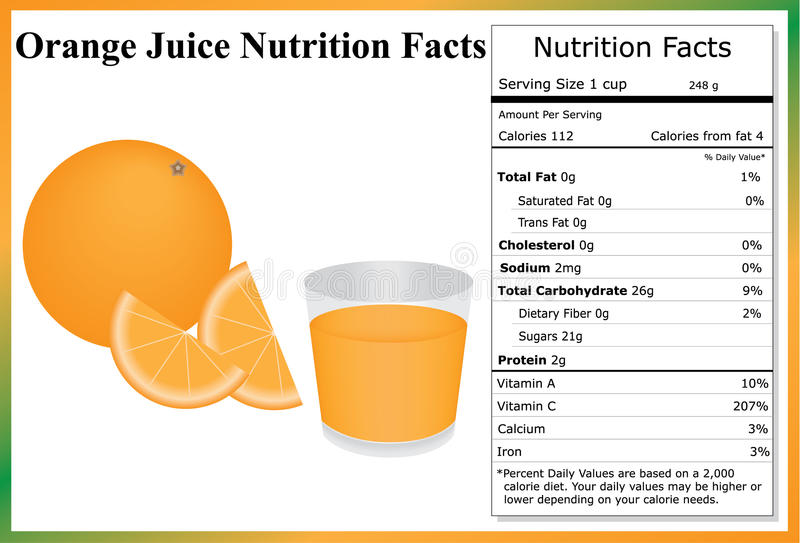 Orange Juice Nutrition Facts
Nutrition Facts
Serving Size 1 cup 248 g
Amount Per Serving
Calories 112 Calories from fat 4
% Daily Value*
Total Fat 0g 1%
Saturated Fat 0g 0%
Trans Fat 0g
Cholesterol 0g 0%
Sodium 2mg 0%
Total Carbohydrate 26g 9%
Dietary Fiber 0g 2%
Sugars 21g
Protein 2g
Vitamin A 10%
Vitamin C 207%
Calcium 3%
Iron 3%
*Percent Daily Values are based on a 2,000
calorie diet. Your daily values may be higher or
lower depending on your calorie needs.
dreamstime